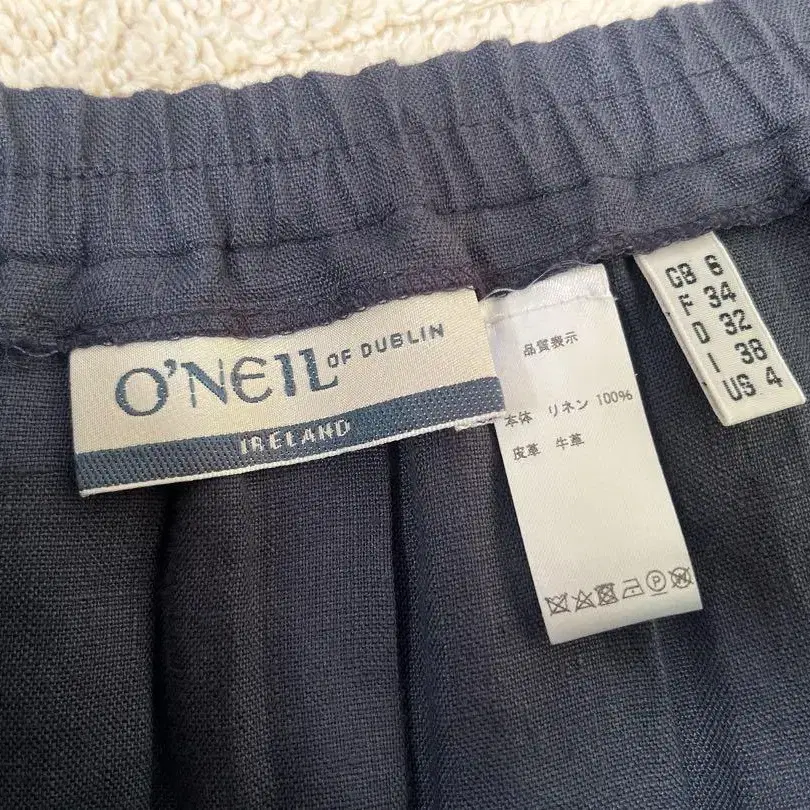 O'NEIL OF DUBLIN
IRELAND
品質表示
本体 リネン 100%
皮革 牛革
P
GB 6
F 34
D 32
I 38
US 4